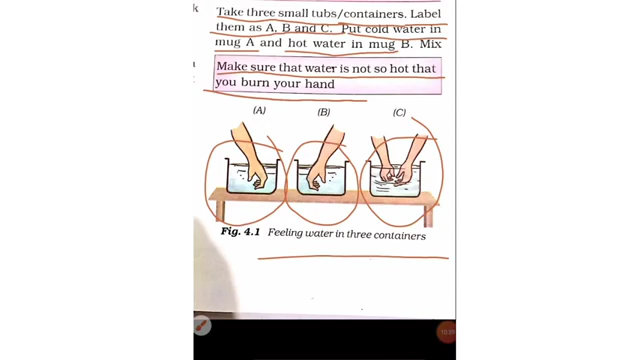 k
Take three small tubs/containers. Label
them as A, B and C. Put cold water in
mug A and hot water in mug B. Mix
Make sure that water is not so hot that
you burn your hand
(A) (B) (C)
Fig. 4.1 Feeling water in three containers